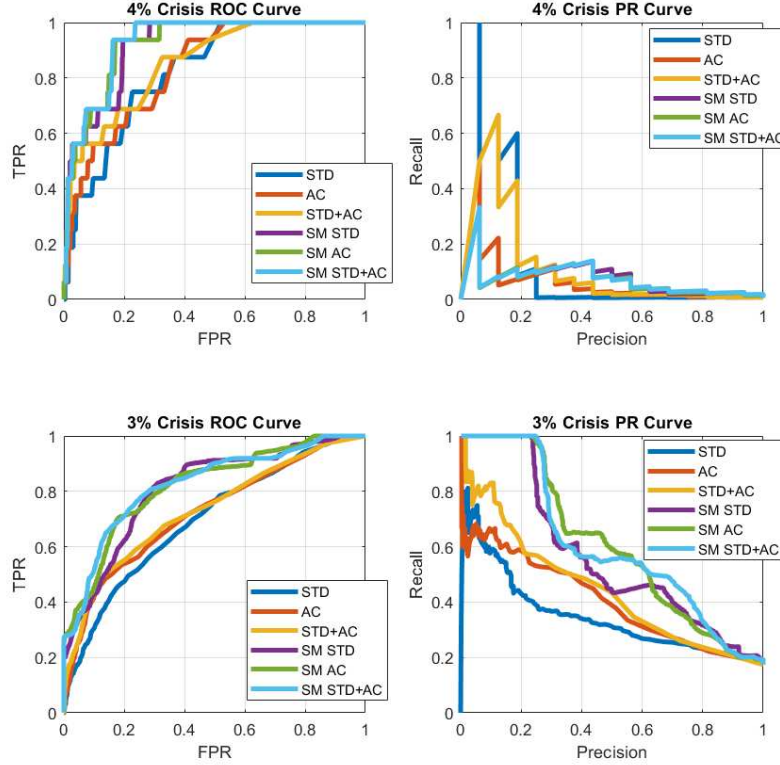 4% Crisis ROC Curve
1
0.8
0.6
0.4
0.2
0
TPR
0
0.2
0.4
0.6
0.8
1
FPR
STD
AC
STD+AC
SM STD
SM AC
SM STD+AC
4% Crisis PR Curve
1
0.8
0.6
0.4
0.2
0
Recall
0
0.2
0.4
0.6
0.8
1
Precision
STD
AC
STD+AC
SM STD
SM AC
SM STD+AC
3% Crisis ROC Curve
1
0.8
0.6
0.4
0.2
0
TPR
0
0.2
0.4
0.6
0.8
1
FPR
STD
AC
STD+AC
SM STD
SM AC
SM STD+AC
3% Crisis PR Curve
1
0.8
0.6
0.4
0.2
0
Recall
0
0.2
0.4
0.6
0.8
1
Precision
STD
AC
STD+AC
SM STD
SM AC
SM STD+AC